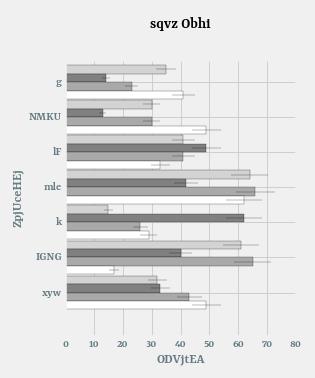 sqvz Obhi
ZpjUceHEJ
g
NMKU
lF
mle
k
IGNG
xyw
0 10 20 30 40 50 60 70 80
ODVjtEA